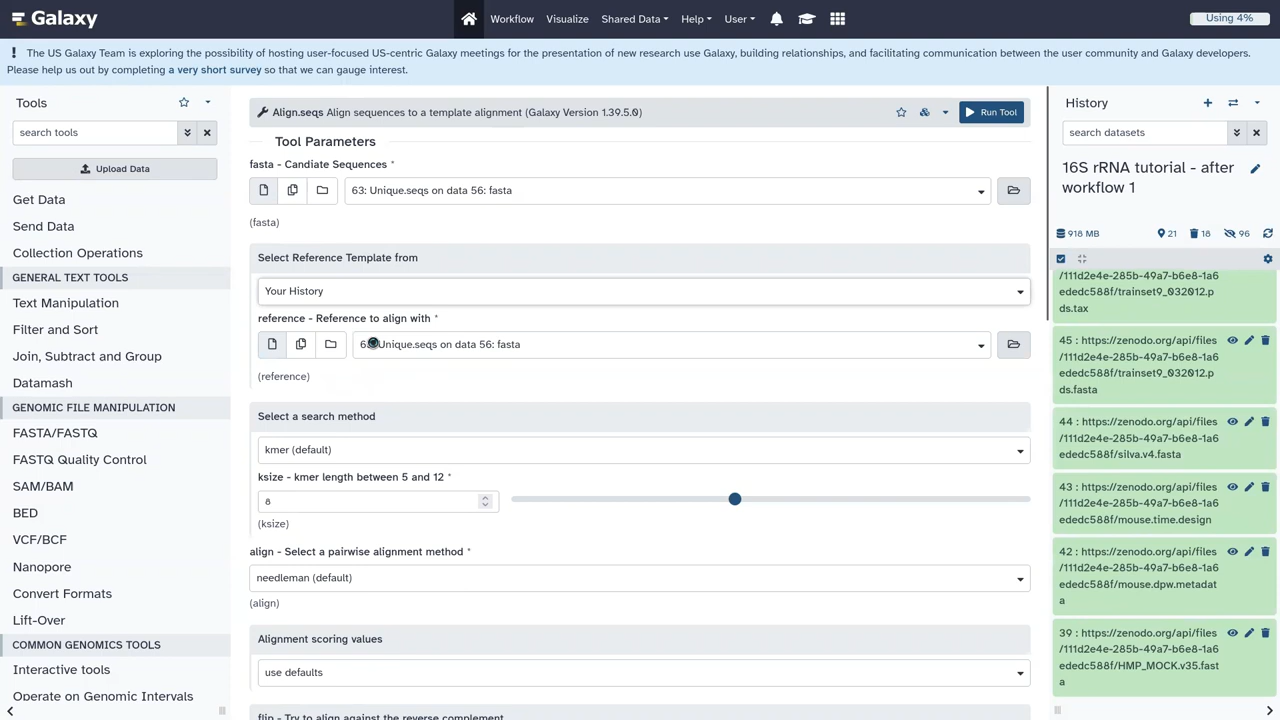 Galaxy
Workflow
Visualize
Shared Data
Help
User
Using 4%
The US Galaxy Team is exploring the possibility of hosting user-focused US-centric Galaxy meetings for the presentation of new research use Galaxy, building relationships, and facilitating communication between the user community and Galaxy developers.
Please help us out by completing a very short survey so that we can gauge interest.
Tools
search tools
Upload Data
Get Data
Send Data
Collection Operations
GENERAL TEXT TOOLS
Text Manipulation
Filter and Sort
Join, Subtract and Group
Datamash
GENOMIC FILE MANIPULATION
FASTA/FASTQ
FASTQ Quality Control
SAM/BAM
BED
VCF/BCF
Nanopore
Convert Formats
Lift-Over
COMMON GENOMICS TOOLS
Interactive tools
Operate on Genomic Intervals
Align.seqs Align sequences to a template alignment (Galaxy Version 1.39.5.0)
Run Tool
Tool Parameters
fasta - Candiate Sequences *
63: Unique.seqs on data 56: fasta
(fasta)
Select Reference Template from
Your History
reference - Reference to align with *
Unique.seqs on data 56: fasta
(reference)
Select a search method
kmer (default)
ksize - kmer length between 5 and 12 *
8
(ksize)
align - Select a pairwise alignment method *
needleman (default)
(align)
Alignment scoring values
use defaults
flip - Try to align against the reverse complement
History
search datasets
16S rRNA tutorial - after
workflow 1
918 MB
21
18
96
/111d2e4e-285b-49a7-b6e8-1a6
ededc588f/trainset9_032012.p
ds.tax
45 : https://zenodo.org/api/files
/111d2e4e-285b-49a7-b6e8-1a6
ededc588f/trainset9_032012.p
ds.fasta
44 : https://zenodo.org/api/files
/111d2e4e-285b-49a7-b6e8-1a6
ededc588f/silva.v4.fasta
43 : https://zenodo.org/api/files
/111d2e4e-285b-49a7-b6e8-1a6
ededc588f/mouse.time.design
42 : https://zenodo.org/api/files
/111d2e4e-285b-49a7-b6e8-1a6
ededc588f/mouse.dpw.metadat
a
39 : https://zenodo.org/api/files
/111d2e4e-285b-49a7-b6e8-1a6
ededc588f/HMP_MOCK.v35.fast
a